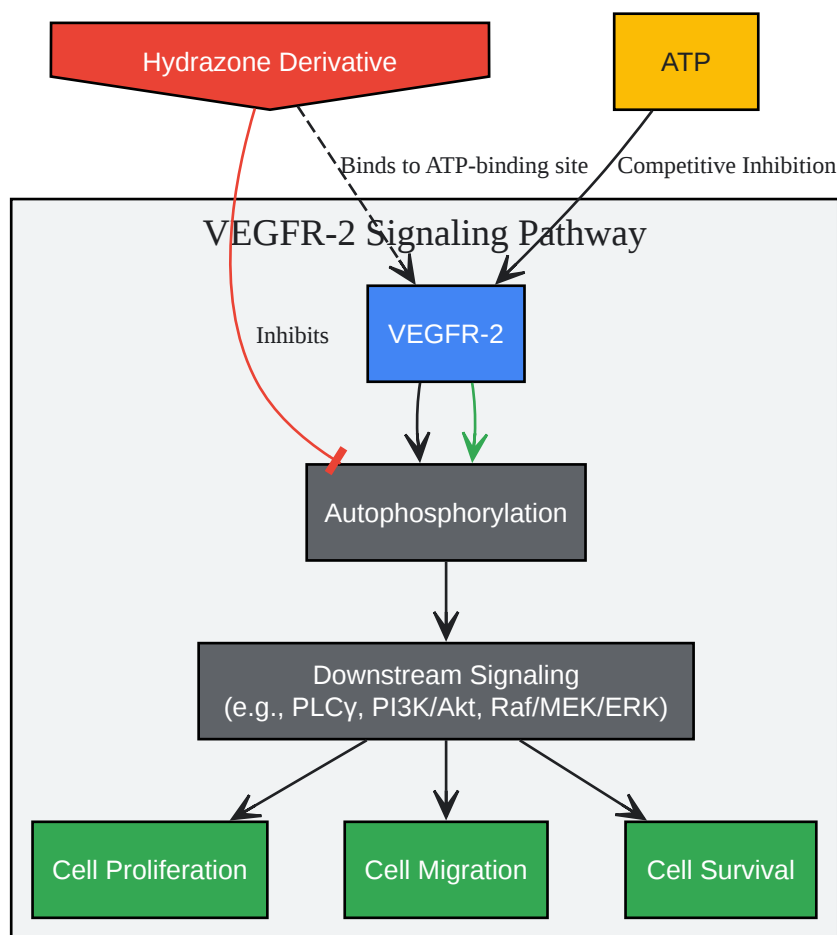 Hydrazone Derivative
ATP
Binds to ATP-binding site
Competitive Inhibition
VEGFR-2 Signaling Pathway
VEGFR-2
Inhibits
Autophosphorylation
Downstream Signaling
(e.g., PLCγ, PI3K/Akt, Raf/MEK/ERK)
Cell Proliferation
Cell Migration
Cell Survival